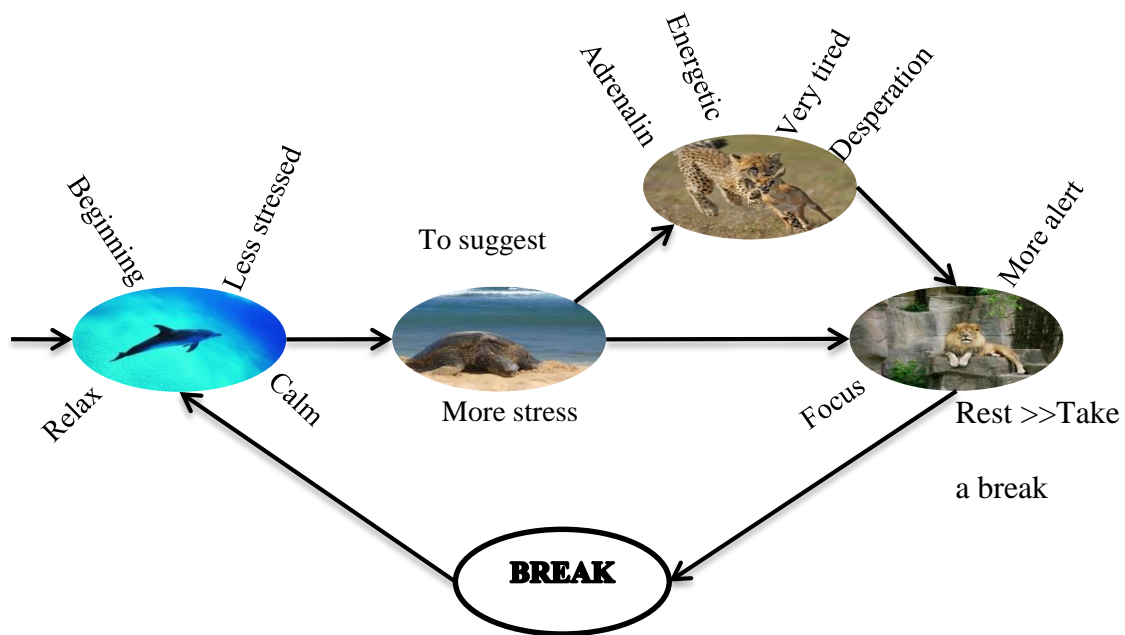 Beginning
Less stressed
Relax
Calm
To suggest
More stress
Adrenalin
Energetic
Very tired
Desperation
More alert
Focus
Rest >>Take
a break
BREAK